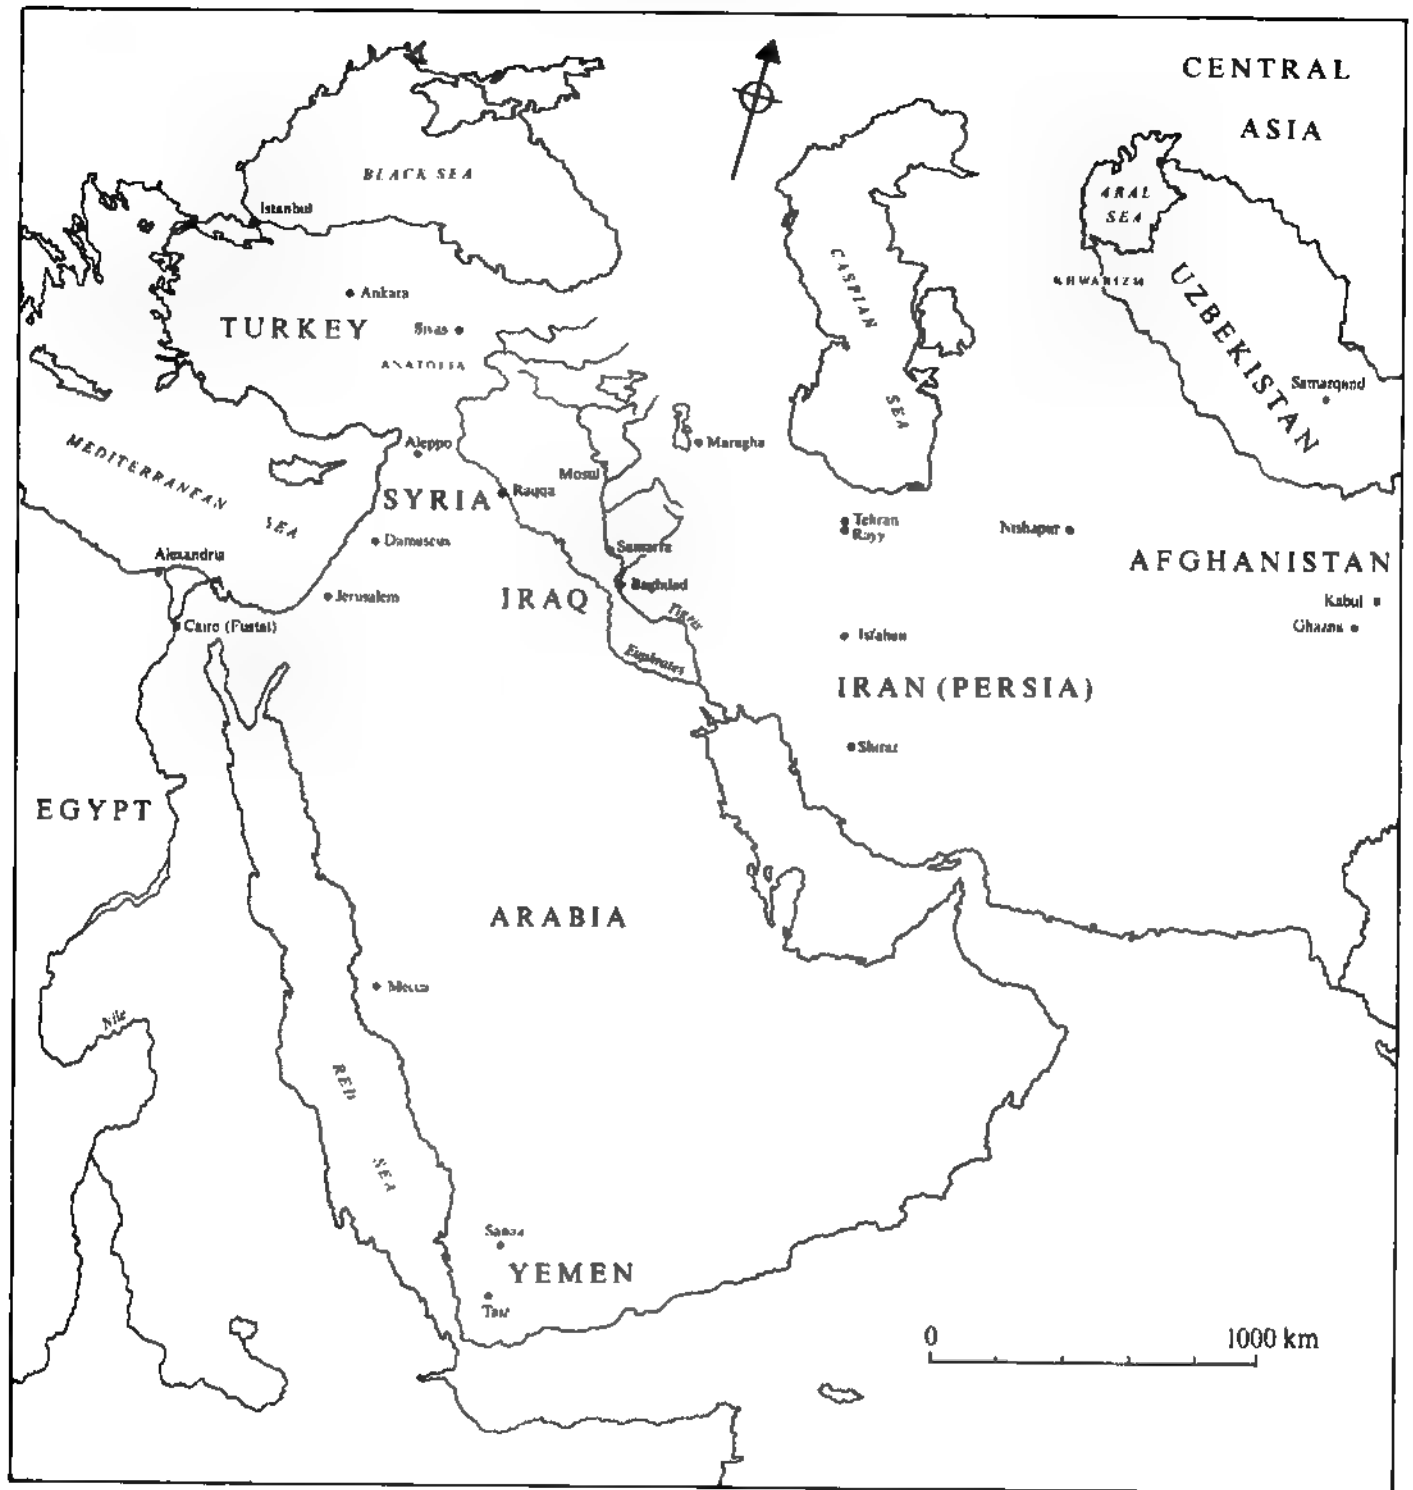 CENTRAL
ASIA
BLACK SEA
ARAL
SEA
Istanbul
CASPIAN
SEA
KHWARIZM
UZBEKISTAN
Ankara
TURKEY
Sivas
ANATOLIA
Samarqand
Aleppo
Maragha
MEDITERRANEAN
SEA
Mosul
SYRIA
Raqqa
Tehran
Rayy
Nishapur
Damascus
Samarra
Alexandria
AFGHANISTAN
Baghdad
Jerusalem
IRAQ
Kabul
Tigris
Cairo (Fustat)
Ghazna
Isfahan
Euphrates
IRAN (PERSIA)
Shiraz
EGYPT
ARABIA
Mecca
Nile
RED
SEA
Sanaa
YEMEN
Taiz
0 1000 km